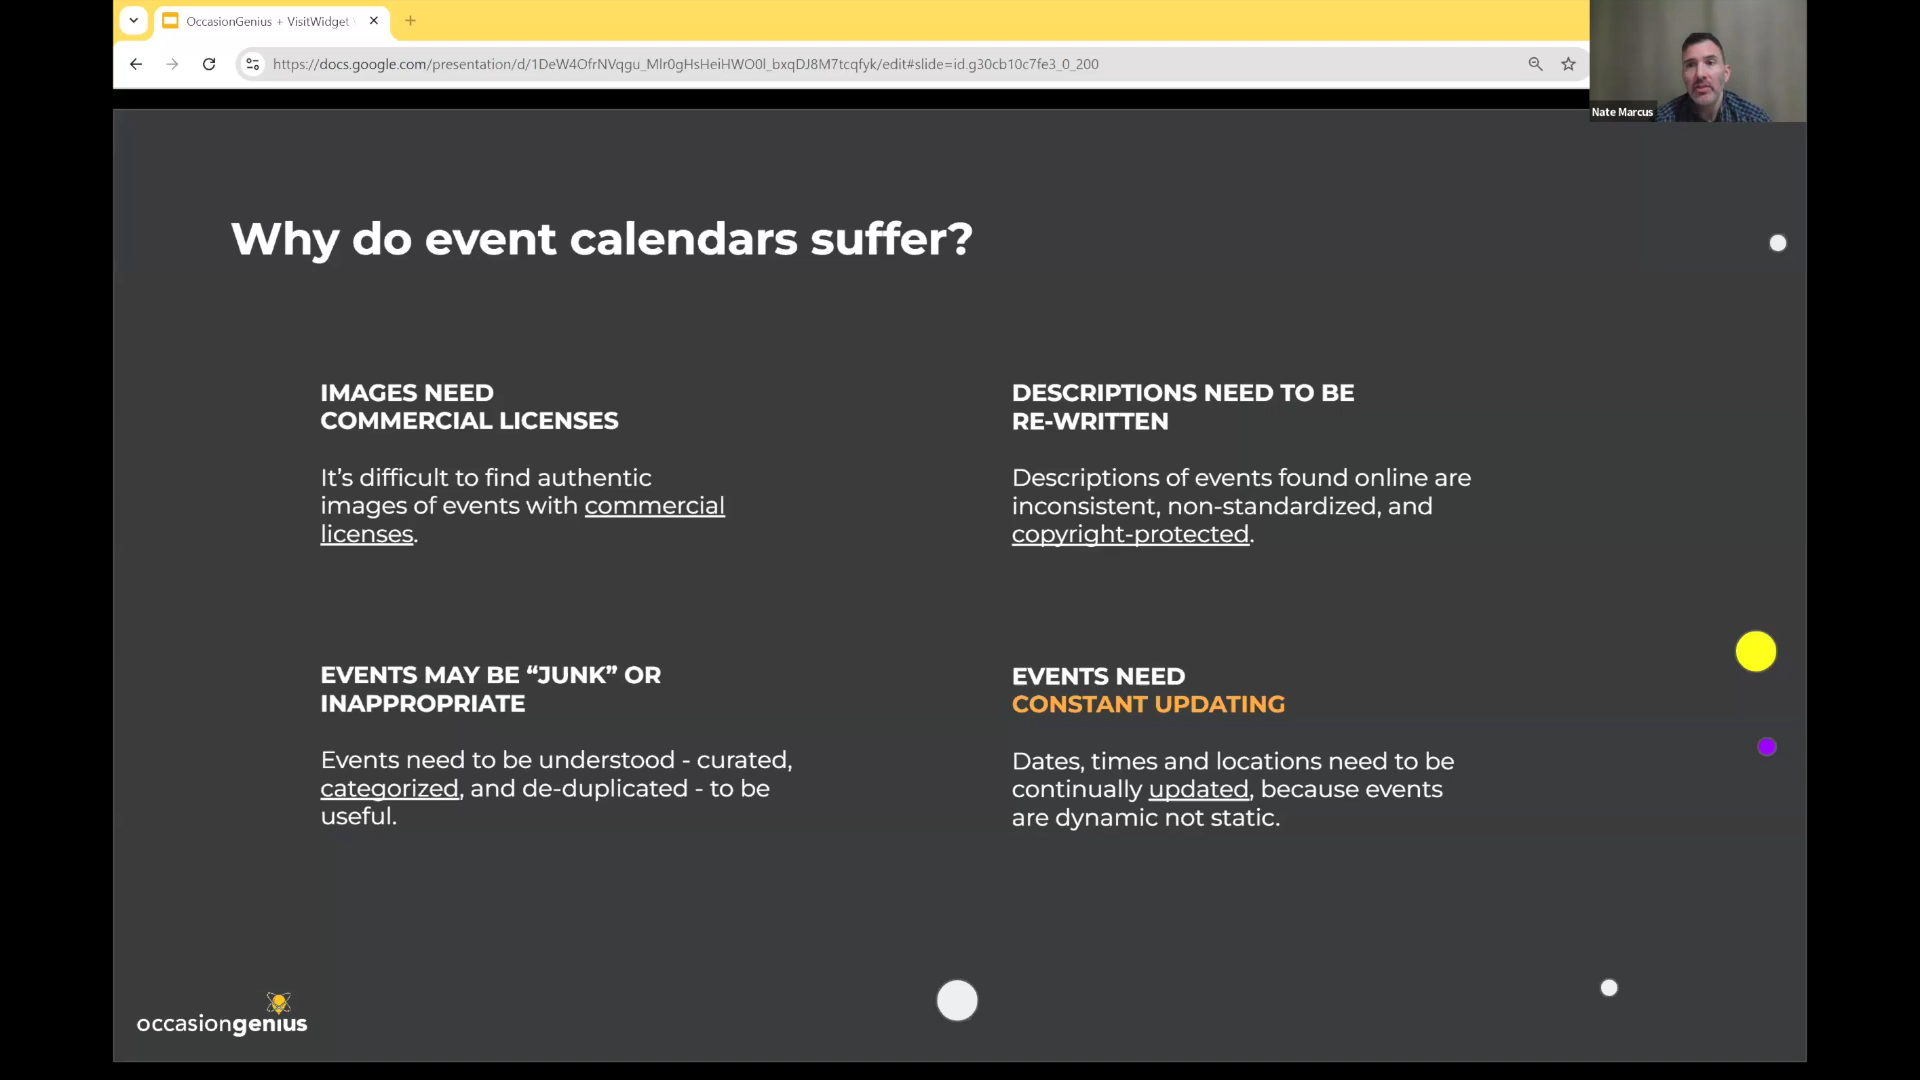 OccasionGenius + VisitWidget
https://docs.google.com/presentation/d/1DeW4OfrNVqgu_Mlr0gHsHeiHWO0l_bxqDJ8M7tcqfyk/edit#slide=id.g30cb10c7fe3_0_200
Nate Marcus
Why do event calendars suffer?
IMAGES NEED
COMMERCIAL LICENSES
It's difficult to find authentic
images of events with commercial
licenses.
DESCRIPTIONS NEED TO BE
RE-WRITTEN
Descriptions of events found online are
inconsistent, non-standardized, and
copyright-protected.
EVENTS MAY BE “JUNK” OR
INAPPROPRIATE
Events need to be understood - curated,
categorized, and de-duplicated - to be
useful.
EVENTS NEED
CONSTANT UPDATING
Dates, times and locations need to be
continually updated, because events
are dynamic not static.
occasiongenius